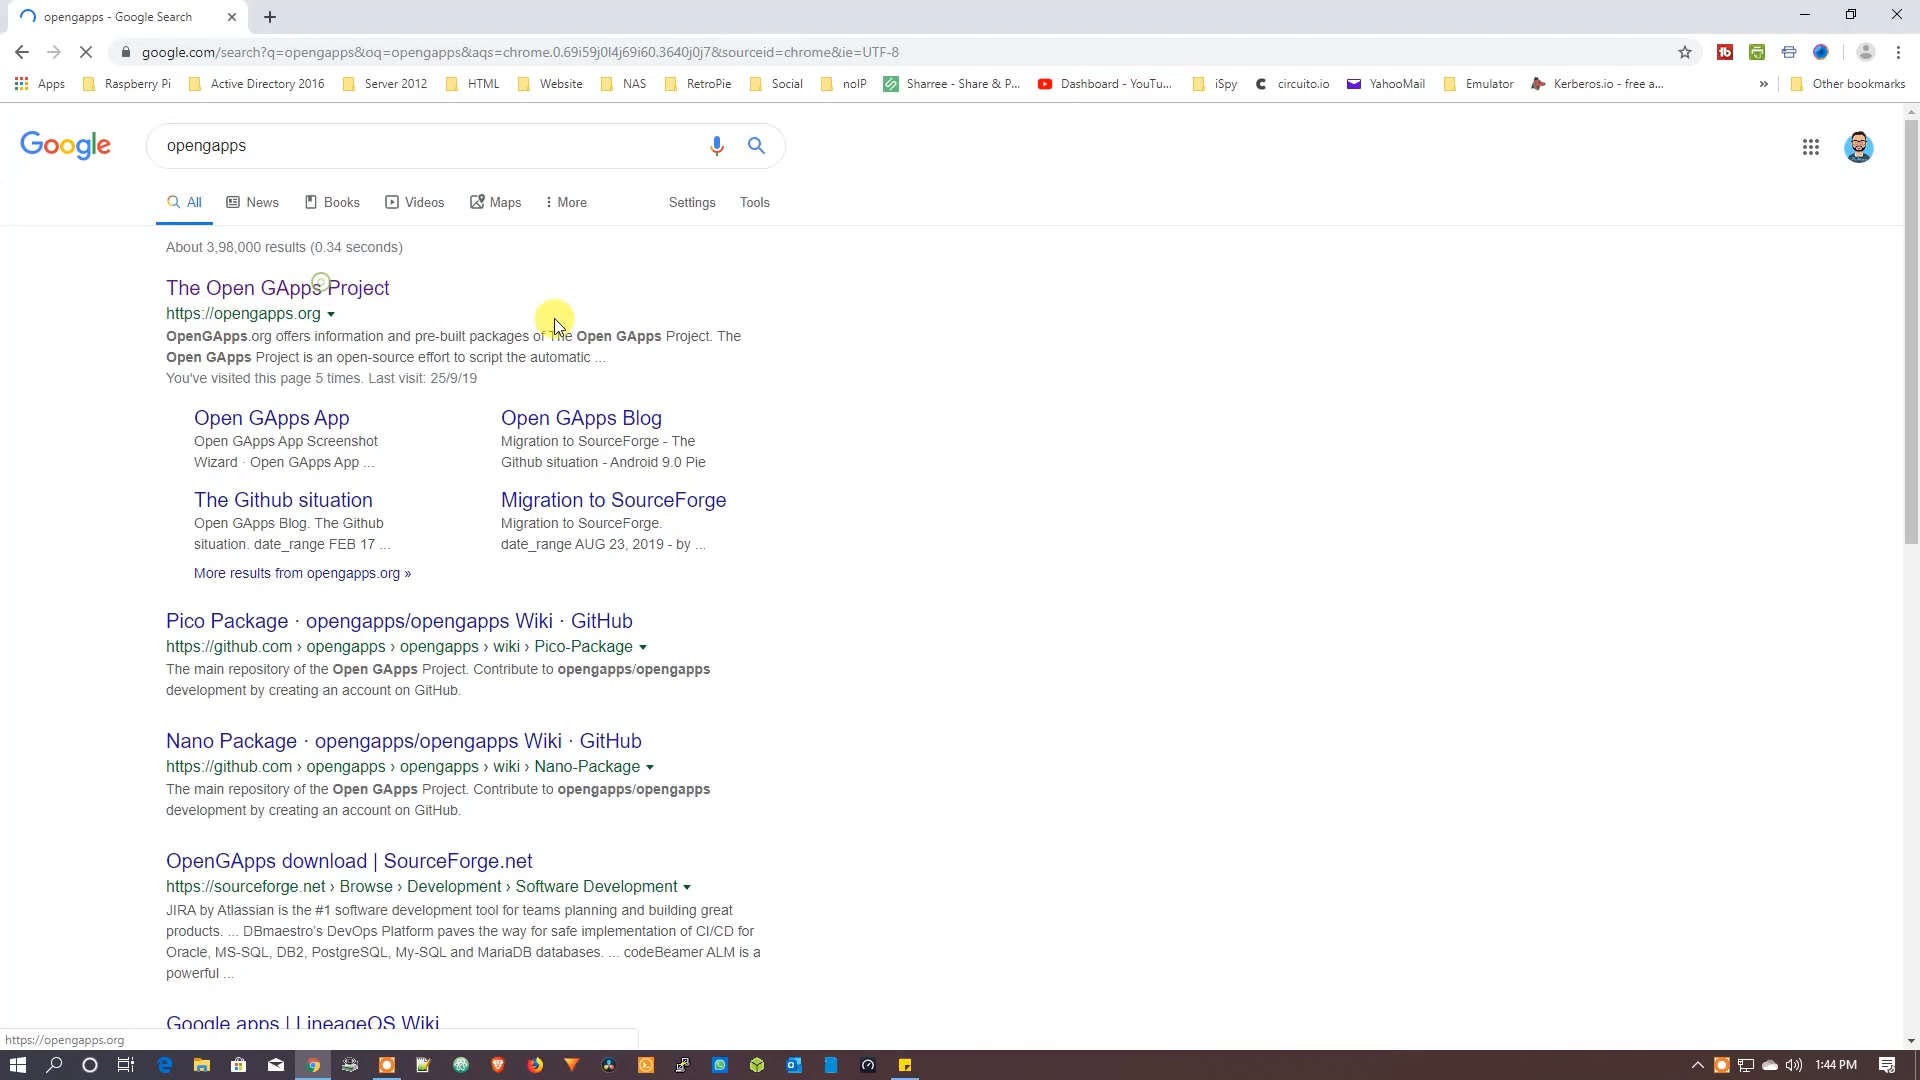 opengapps - Google Search
google.com/search?q=opengapps&oq=opengapps&aqs=chrome.0.69i59j0l4j69i60.3640j0j7&sourceid=chrome&ie=UTF-8
Apps Raspberry Pi Active Directory 2016 Server 2012 HTML Website NAS RetroPie Social noIP Sharree - Share & P... Dashboard - YouTu... iSpy circuito.io YahooMail Emulator Kerberos.io - free a... » Other bookmarks
Google opengapps
All News Books Videos Maps More Settings Tools
About 3,98,000 results (0.34 seconds)
The Open GApps Project
https://opengapps.org
OpenGApps.org offers information and pre-built packages of The Open GApps Project. The
Open GApps Project is an open-source effort to script the automatic ...
You've visited this page 5 times. Last visit: 25/9/19
Open GApps App
Open GApps App Screenshot
Wizard · Open GApps App ...
Open GApps Blog
Migration to SourceForge - The
Github situation - Android 9.0 Pie
The Github situation
Open GApps Blog. The Github
situation. date_range FEB 17 ...
Migration to SourceForge
Migration to SourceForge.
date_range AUG 23, 2019 - by ...
More results from opengapps.org »
Pico Package · opengapps/opengapps Wiki · GitHub
https://github.com › opengapps › opengapps › wiki › Pico-Package
The main repository of the Open GApps Project. Contribute to opengapps/opengapps
development by creating an account on GitHub.
Nano Package · opengapps/opengapps Wiki · GitHub
https://github.com › opengapps › opengapps › wiki › Nano-Package
The main repository of the Open GApps Project. Contribute to opengapps/opengapps
development by creating an account on GitHub.
OpenGApps download | SourceForge.net
https://sourceforge.net › Browse › Development › Software Development
JIRA by Atlassian is the #1 software development tool for teams planning and building great
products. ... DBmaestro's DevOps Platform paves the way for safe implementation of CI/CD for
Oracle, MS-SQL, DB2, PostgreSQL, My-SQL and MariaDB databases. ... codeBeamer ALM is a
powerful ...
Google apps | LineageOS Wiki
https://opengapps.org
1:44 PM